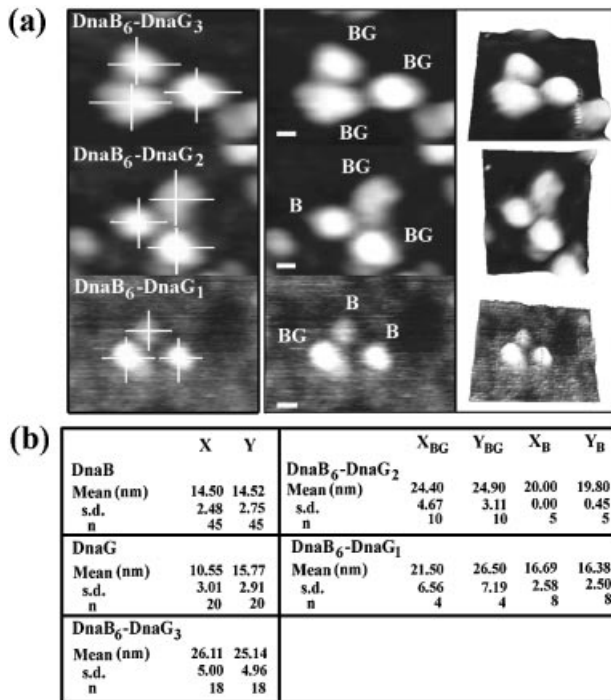 (a)
DnaB6-DnaG3
BG
BG
BG
DnaB6-DnaG2
BG
B
BG
DnaB6-DnaG1
B
BG
B
(b)
X Y
DnaB
Mean (nm) 14.50 14.52
s.d. 2.48 2.75
n 45 45
DnaG
Mean (nm) 10.55 15.77
s.d. 3.01 2.91
n 20 20
DnaB6-DnaG3
Mean (nm) 26.11 25.14
s.d. 5.00 4.96
n 18 18
XBG YBG XB YB
DnaB6-DnaG2
Mean (nm) 24.40 24.90 20.00 19.80
s.d. 4.67 3.11 0.00 0.45
n 10 10 5 5
DnaB6-DnaG1
Mean (nm) 21.50 26.50 16.69 16.38
s.d. 6.56 7.19 2.58 2.50
n 4 4 8 8